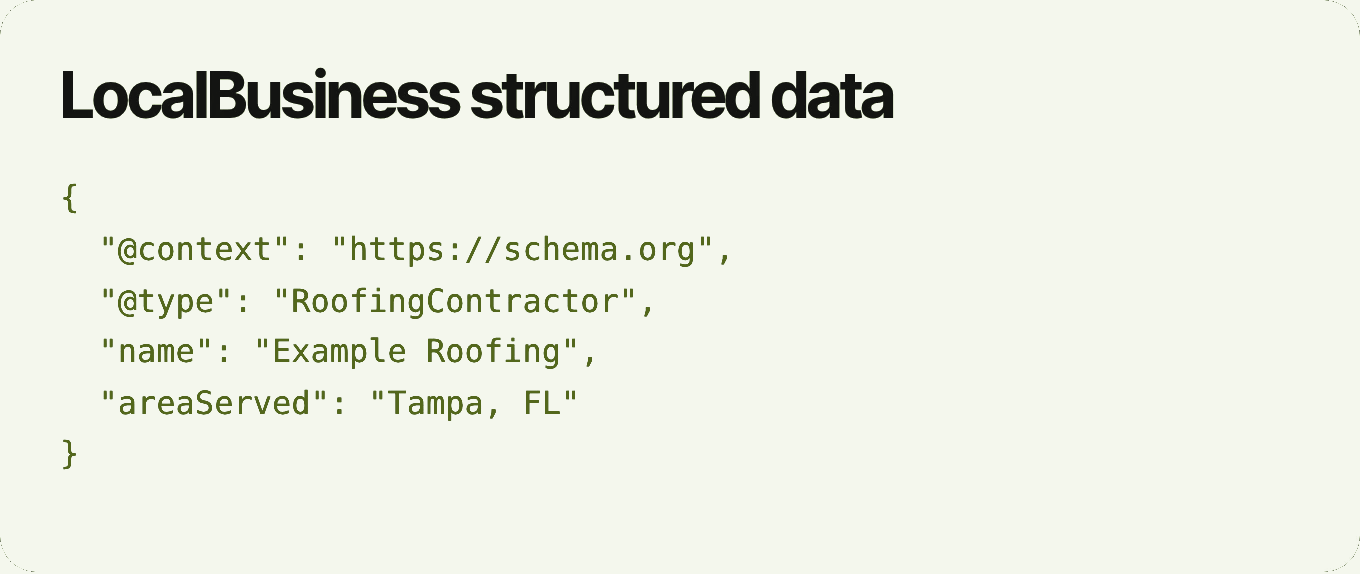 LocalBusiness structured data
{
  "@context": "https://schema.org",
  "@type": "RoofingContractor",
  "name": "Example Roofing",
  "areaServed": "Tampa, FL"
}